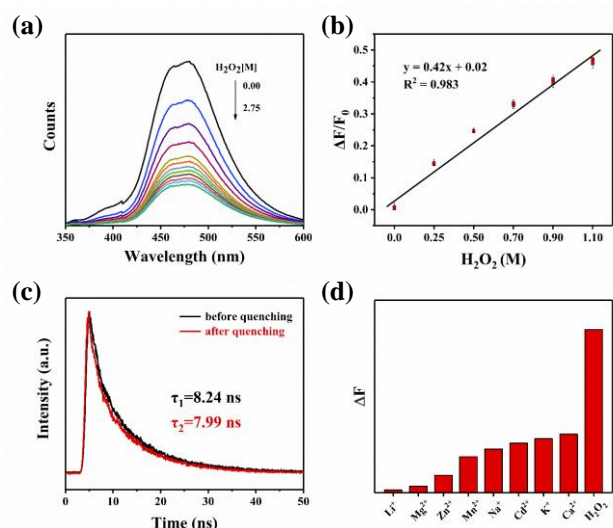 (a)
H₂O₂[M]
0.00
2.75
Counts
350 400 450 500 550 600
Wavelength (nm)
(b)
y = 0.42x + 0.02
R² = 0.983
ΔF/F₀
0.5
0.4
0.3
0.2
0.1
0.0
0.0 0.25 0.50 0.70 0.90 1.10
H₂O₂ (M)
(c)
before quenching
after quenching
τ₁=8.24 ns
τ₂=7.99 ns
Intensity (a.u.)
0 10 20 30 40 50
Time (ns)
(d)
ΔF
Li⁺ Mg²⁺ Zn²⁺ Mn²⁺ Na⁺ Cd²⁺ K⁺ Ca²⁺ H₂O₂